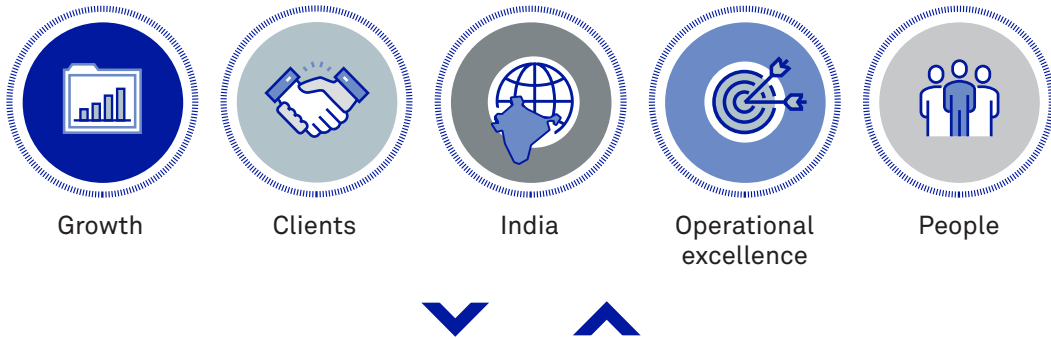 Growth
Clients
India
Operational
excellence
People